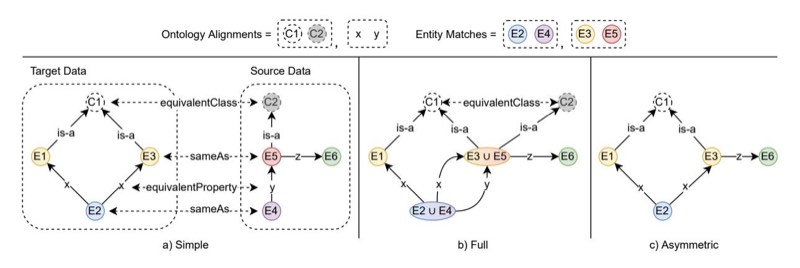 Ontology Alignments = C1 C2 , x y Entity Matches = E2 E4 , E3 E5
Target Data Source Data
C1 equivalentClass C2
is-a is-a is-a
E1 E3 sameAs E5 z E6
x x equivalentProperty y
E2 sameAs E4
a) Simple
C1 equivalentClass C2
is-a is-a is-a
E1 E3 ∪ E5 z E6
x x y
E2 ∪ E4
b) Full
C1
is-a is-a
E1 E3 z E6
x x
E2
c) Asymmetric